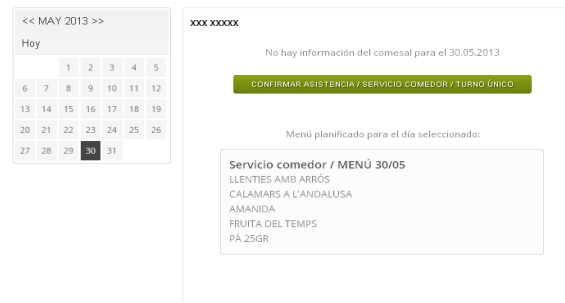 << MAY 2013 >>
Hoy
1 2 3 4 5
6 7 8 9 10 11 12
13 14 15 16 17 18 19
20 21 22 23 24 25 26
27 28 29 30 31
xxx xxxxx
No hay información del comesal para el 30.05.2013
CONFIRMAR ASISTENCIA / SERVICIO COMEDOR / TURNO ÚNICO
Menú planificado para el día seleccionado:
Servicio comedor / MENÚ 30/05
LLENTIES AMB ARRÒS
CALAMARS A L'ANDALUSA
AMANIDA
FRUITA DEL TEMPS
PÀ 25GR